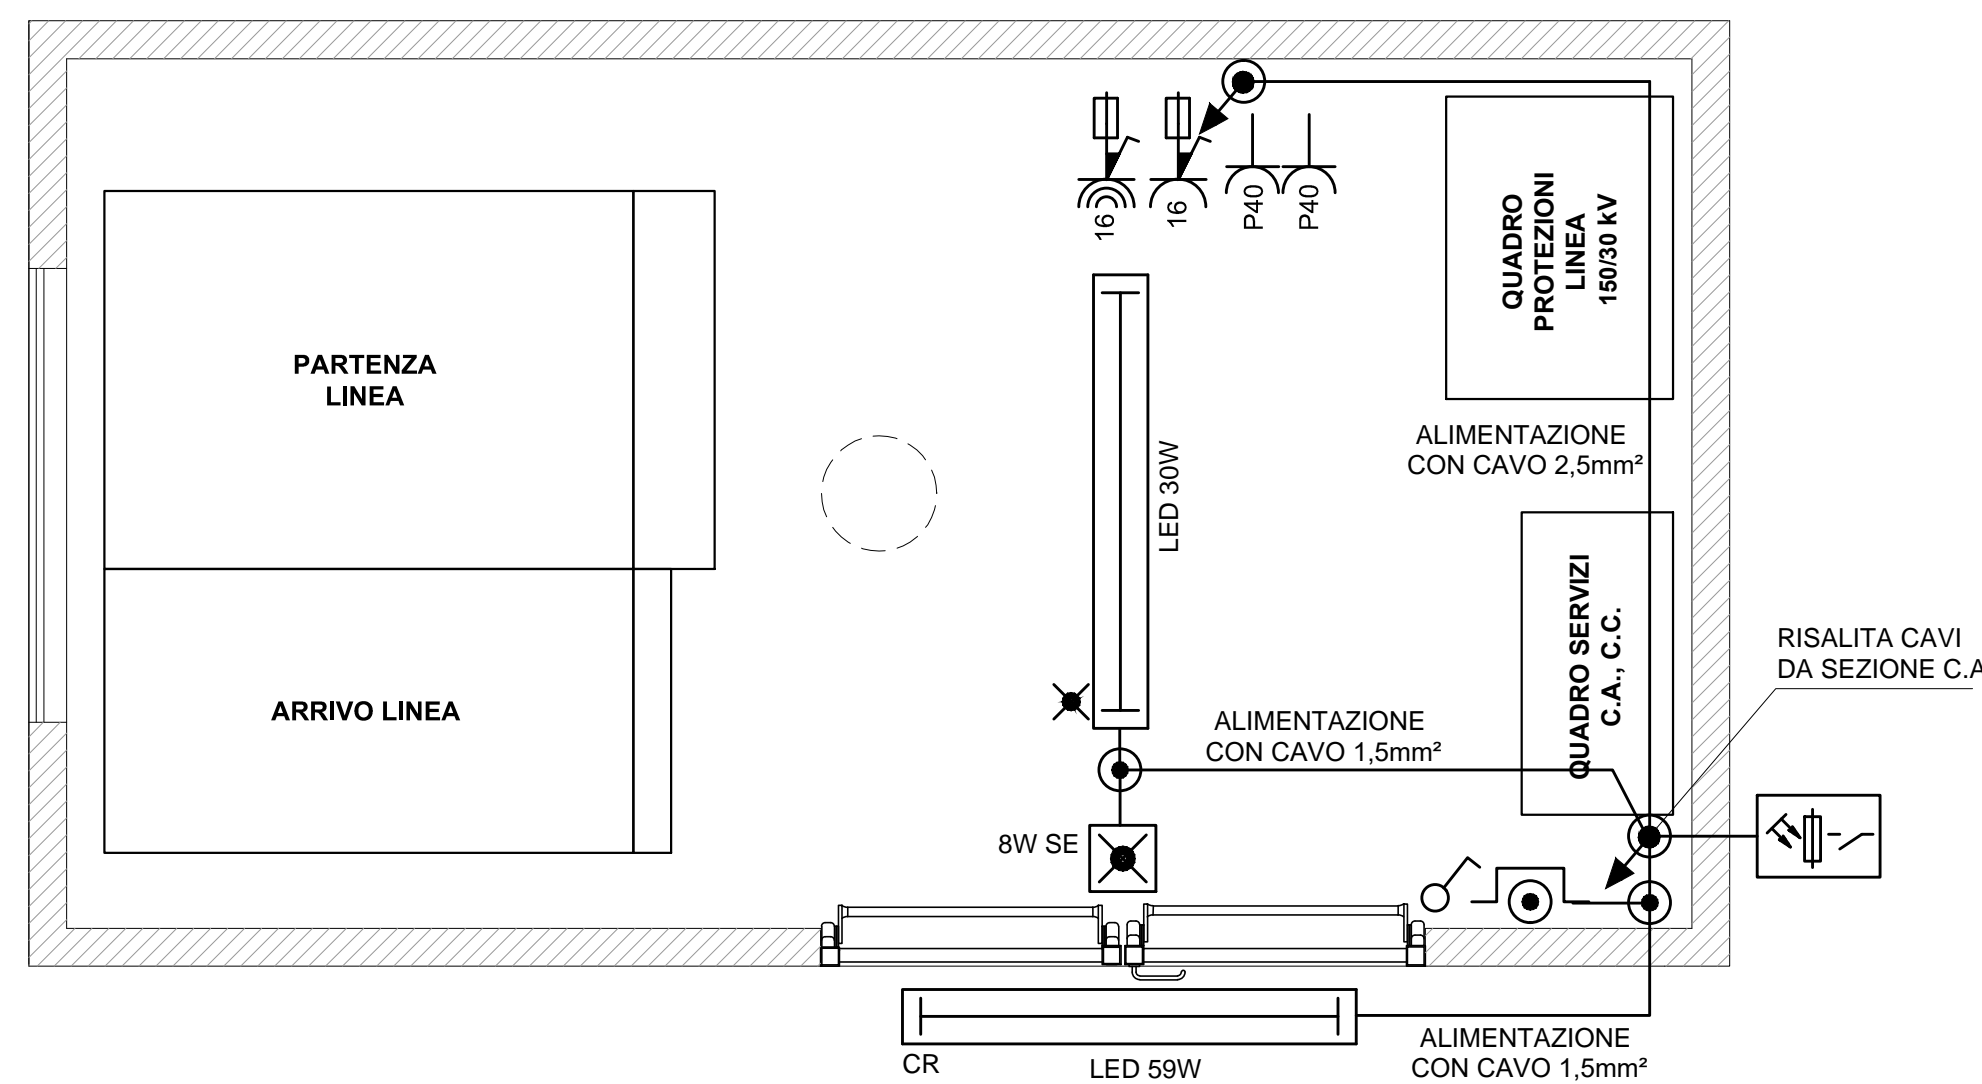 16
16
P40
P40
QUADRO
PROTEZIONI
LINEA
150/30 kV
PARTENZA
LINEA
ALIMENTAZIONE
CON CAVO 2,5mm²
LED 30W
QUADRO SERVIZI
C.A., C.C.
RISALITA CAVI
DA SEZIONE C.A
ARRIVO LINEA
ALIMENTAZIONE
CON CAVO 1,5mm²
8W SE
CR
LED 59W
ALIMENTAZIONE
CON CAVO 1,5mm²